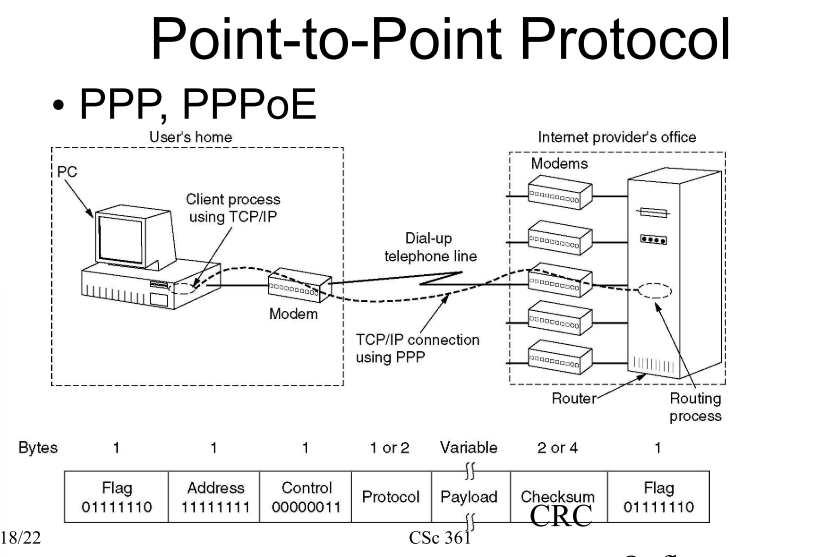 Point-to-Point Protocol
• PPP, PPPoE
User's home
Internet provider's office
PC
Client process
using TCP/IP
Modems
Dial-up
telephone line
Modem
TCP/IP connection
using PPP
Router
Routing
process
Bytes 1 1 1 1 or 2 Variable 2 or 4 1
Flag
01111110
Address
11111111
Control
00000011
Protocol
Payload
Checksum
CRC
Flag
01111110
18/22
CSc 361